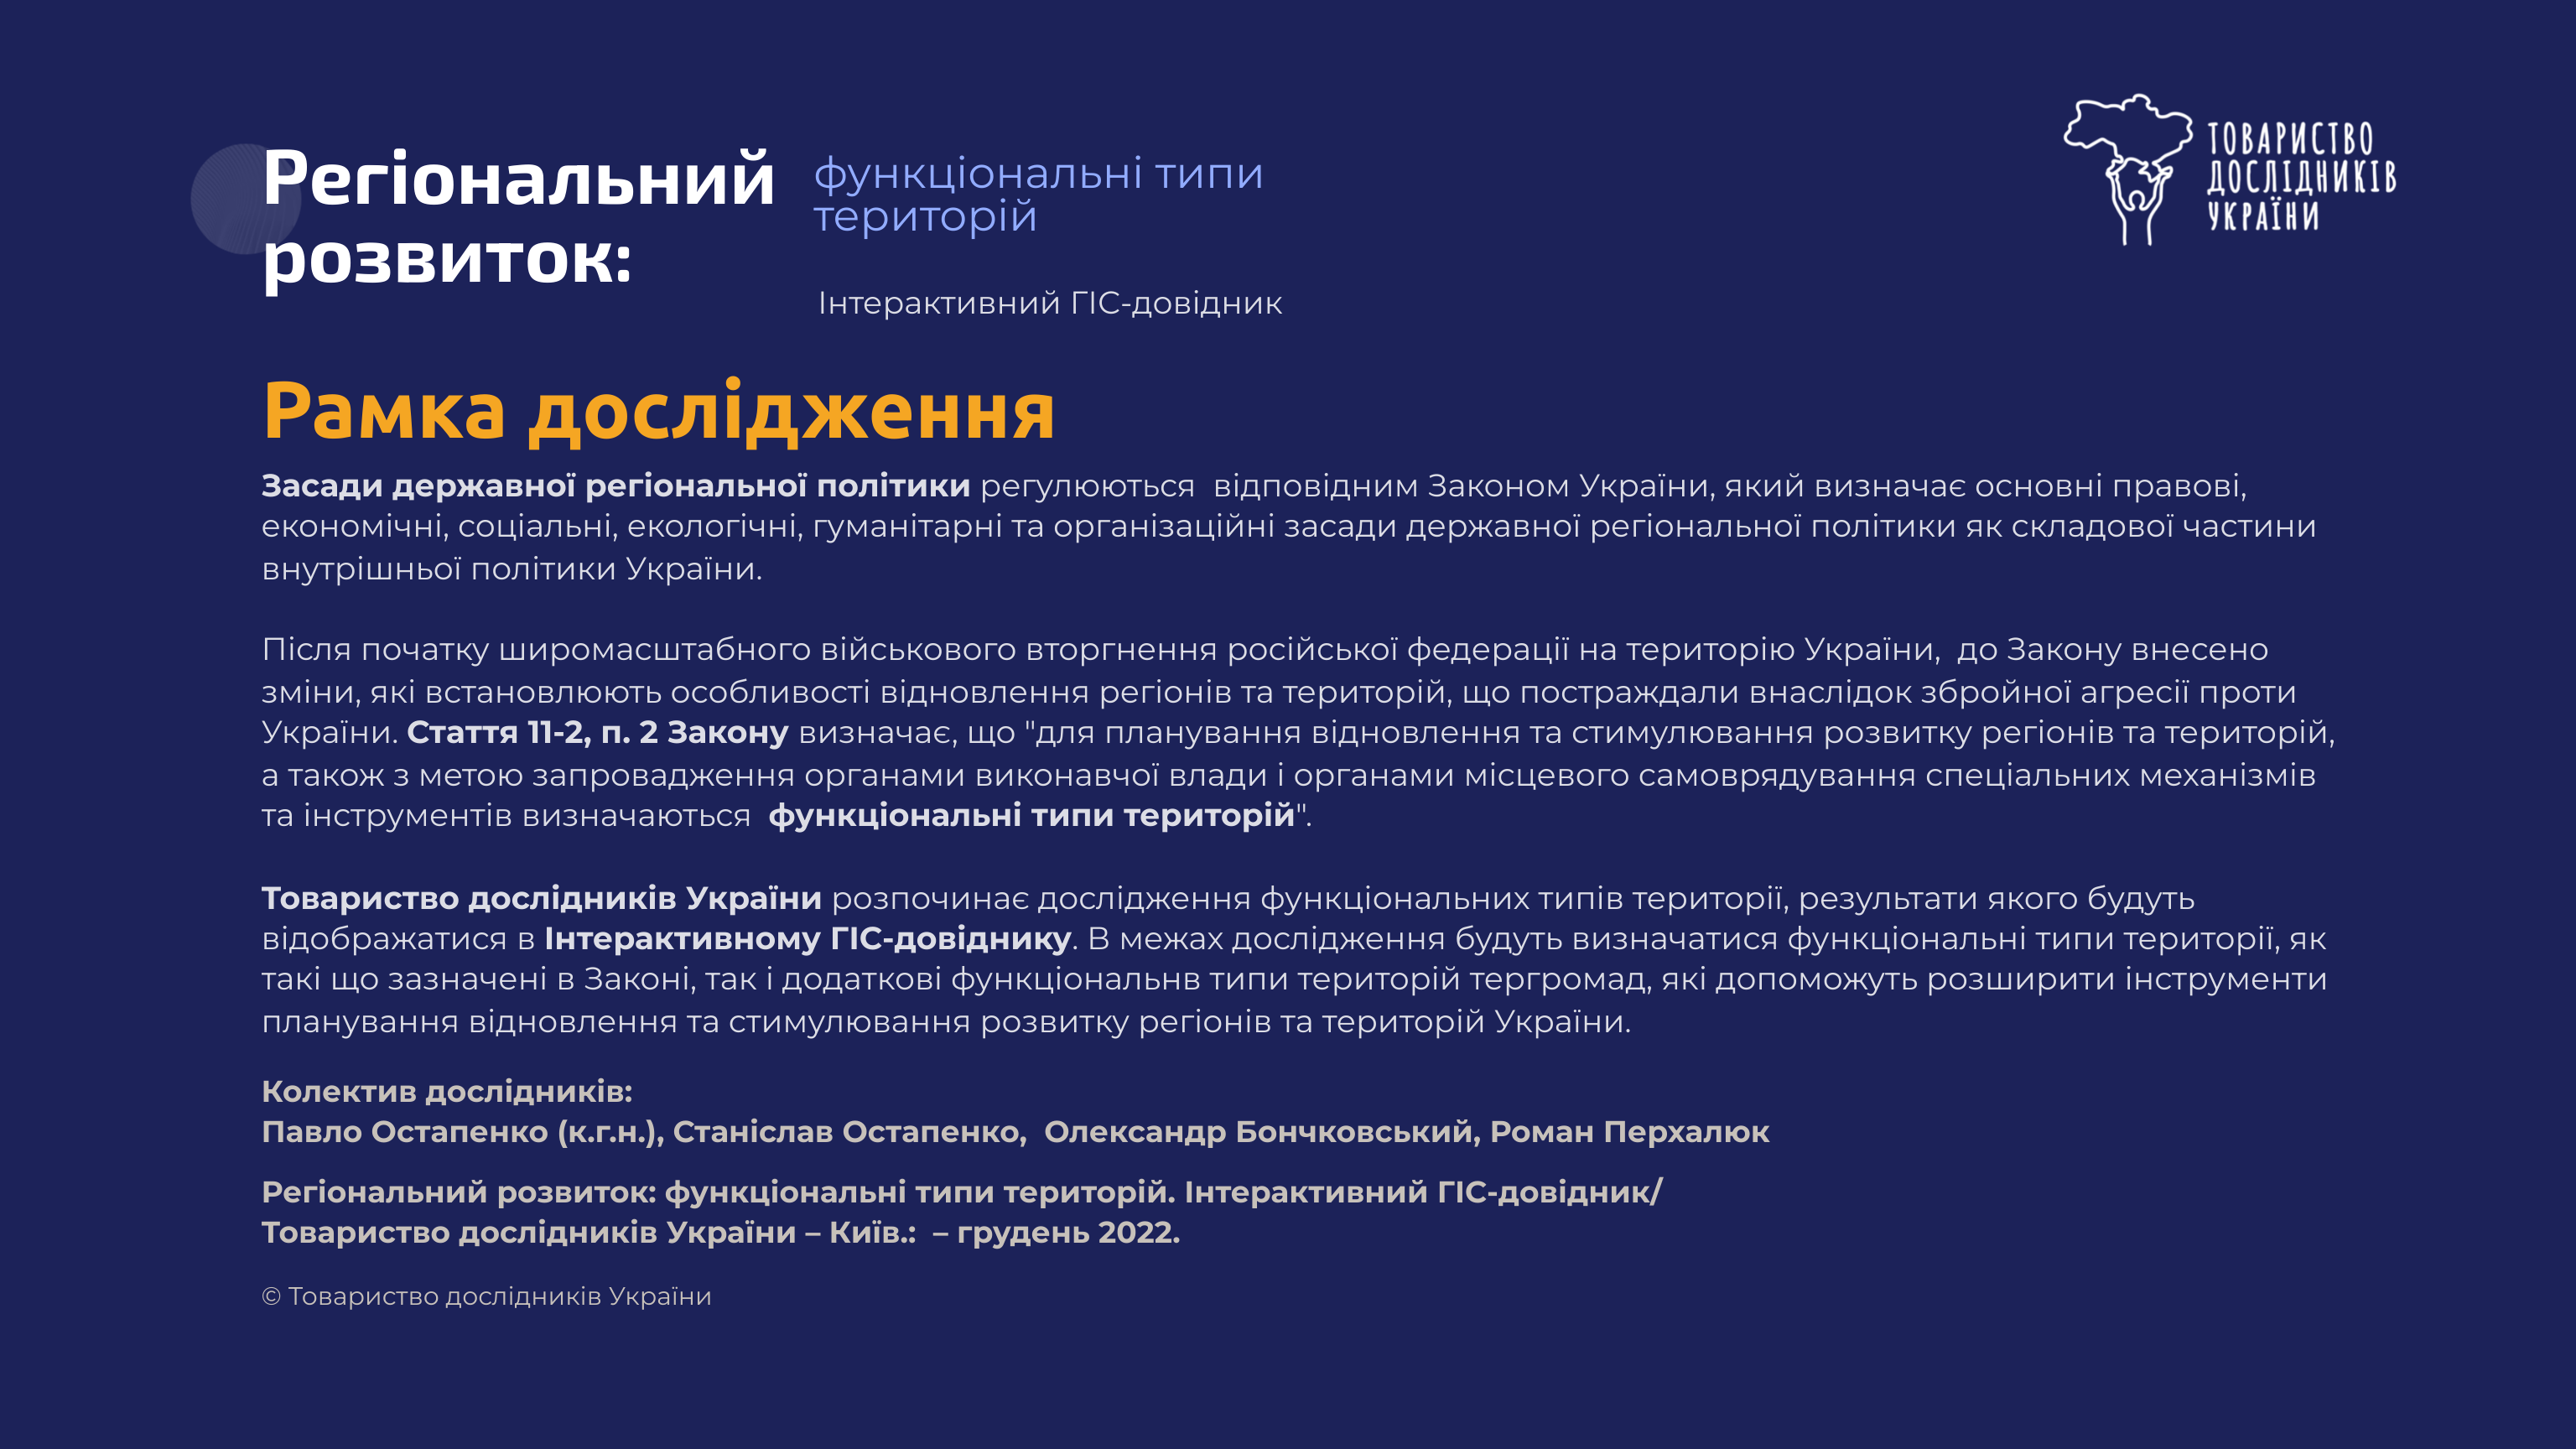 Регіональний
розвиток:
функціональні типи
територій
Інтерактивний ГІС-довідник
ТОВАРИСТВО
ДОСЛІДНИКІВ
УКРАЇНИ
Рамка дослідження
Засади державної регіональної політики регулюються  відповідним Законом України, який визначає основні правові,
економічні, соціальні, екологічні, гуманітарні та організаційні засади державної регіональної політики як складової частини
внутрішньої політики України.
Після початку широмасштабного військового вторгнення російської федерації на територію України,  до Закону внесено
зміни, які встановлюють особливості відновлення регіонів та територій, що постраждали внаслідок збройної агресії проти
України. Стаття 11-2, п. 2 Закону визначає, що "для планування відновлення та стимулювання розвитку регіонів та територій,
а також з метою запровадження органами виконавчої влади і органами місцевого самоврядування спеціальних механізмів
та інструментів визначаються  функціональні типи територій".
Товариство дослідників України розпочинає дослідження функціональних типів території, результати якого будуть
відображатися в Інтерактивному ГІС-довіднику. В межах дослідження будуть визначатися функціональні типи території, як
такі що зазначені в Законі, так і додаткові функціональнв типи територій тергромад, які допоможуть розширити інструменти
планування відновлення та стимулювання розвитку регіонів та територій України.
Колектив дослідників:
Павло Остапенко (к.г.н.), Станіслав Остапенко,  Олександр Бончковський, Роман Перхалюк
Регіональний розвиток: функціональні типи територій. Інтерактивний ГІС-довідник/
Товариство дослідників України – Київ.:  – грудень 2022.
© Товариство дослідників України